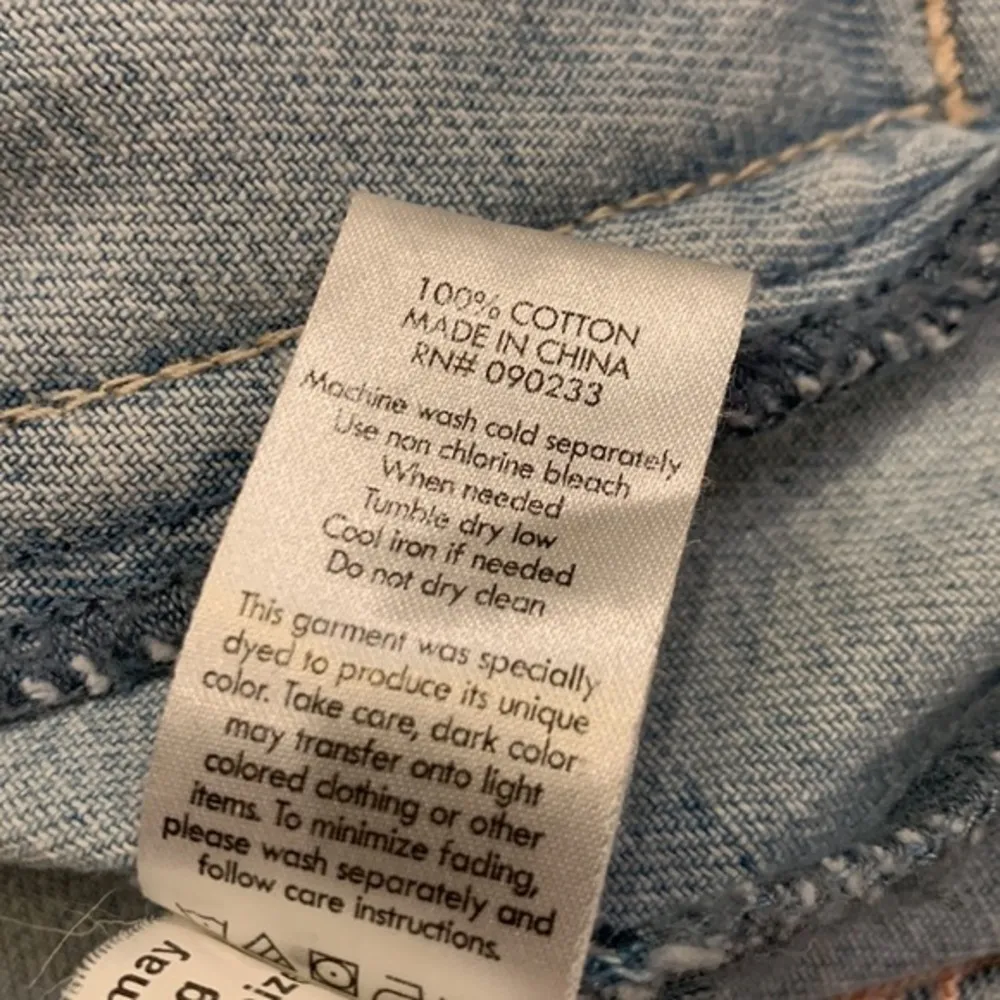 100% COTTON
MADE IN CHINA
RN# 090233
Machine wash cold separately
Use non chlorine bleach
When needed
Tumble dry low
Cool iron if needed
Do not dry clean
This garment was specially
dyed to produce its unique
color. Take care, dark color
may transfer onto light
colored clothing or other
items. To minimize fading,
please wash separately and
follow care instructions.
may